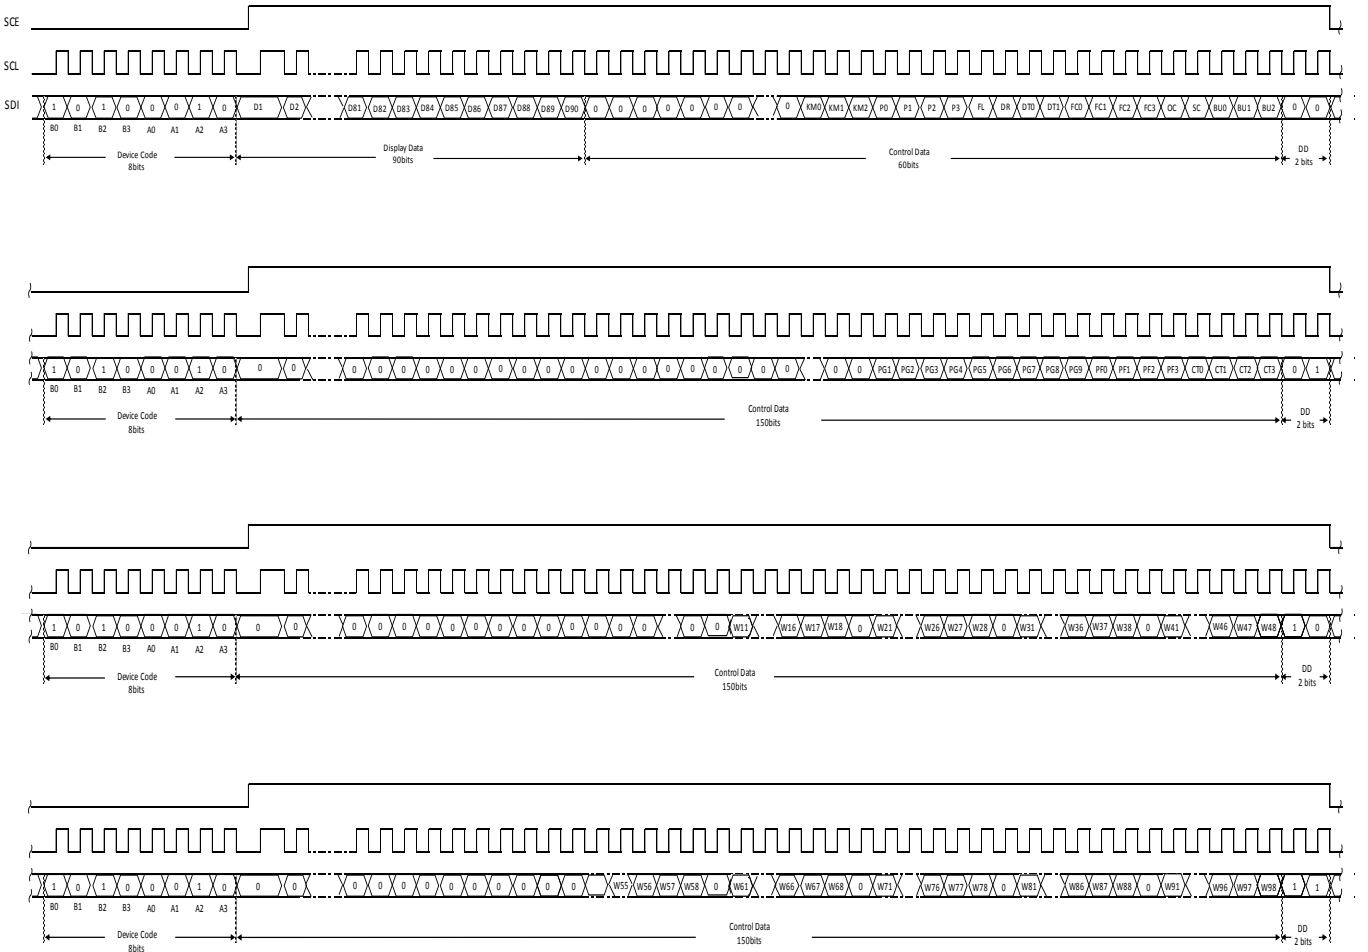 SCE
SCL
SDI 1 0 1 0 0 0 1 0 D1 D2 D81 D82 D83 D84 D85 D86 D87 D88 D89 D90 0 0 0 0 0 0 0 0 KM0 KM1 KM2 P0 P1 P2 P3 FL DR DT0 DT1 FC0 FC1 FC2 FC3 OC SC BU0 BU1 BU2 0 0
B0 B1 B2 B3 A0 A1 A2 A3
Device Code Display Data Control Data DD
8bits 90bits 60bits 2 bits
1 0 1 0 0 0 1 0 0 0 0 0 0 0 0 0 0 0 0 0 0 0 0 0 0 0 0 0 0 0 0 0 PG1 PG2 PG3 PG4 PG5 PG6 PG7 PG8 PG9 PF0 PF1 PF2 PF3 CT0 CT1 CT2 CT3 0 1
B0 B1 B2 B3 A0 A1 A2 A3
Device Code Control Data DD
8bits 150bits 2 bits
1 0 1 0 0 0 1 0 0 0 0 0 0 0 0 0 0 0 0 0 0 0 0 0 0 W11 W16 W17 W18 0 W21 W26 W27 W28 0 W31 W36 W37 W38 0 W41 W46 W47 W48 1 0
B0 B1 B2 B3 A0 A1 A2 A3
Device Code Control Data DD
8bits 150bits 2 bits
1 0 1 0 0 0 1 0 0 0 0 0 0 0 0 0 0 0 0 0 W55 W56 W57 W58 0 W61 W66 W67 W68 0 W71 W76 W77 W78 0 W81 W86 W87 W88 0 W91 W96 W97 W98 1 1
B0 B1 B2 B3 A0 A1 A2 A3
Device Code Control Data DD
8bits 150bits 2 bits